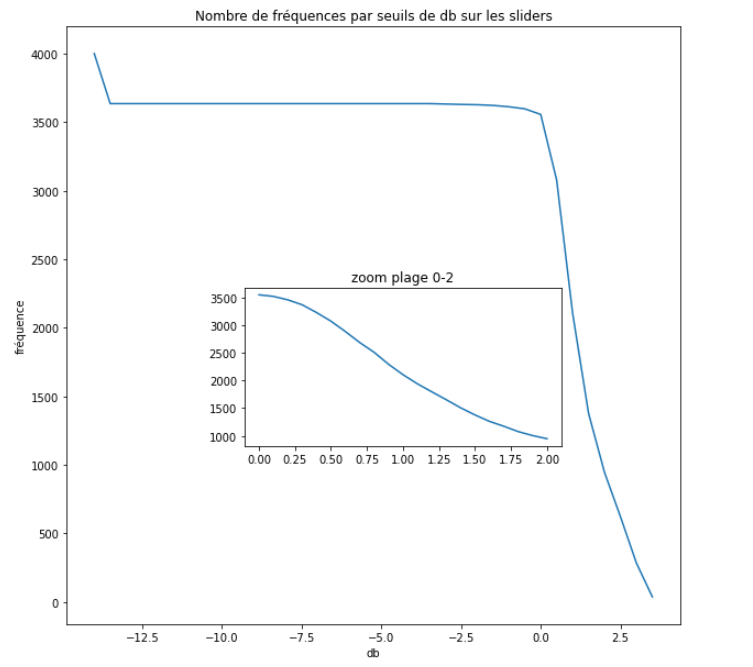 Nombre de fréquences par seuils de db sur les sliders
4000
3500
3000
2500
2000
1500
1000
500
0
fréquence
zoom plage 0-2
3500
3000
2500
2000
1500
1000
0.00 0.25 0.50 0.75 1.00 1.25 1.50 1.75 2.00
−12.5 −10.0 −7.5 −5.0 −2.5 0.0 2.5
db